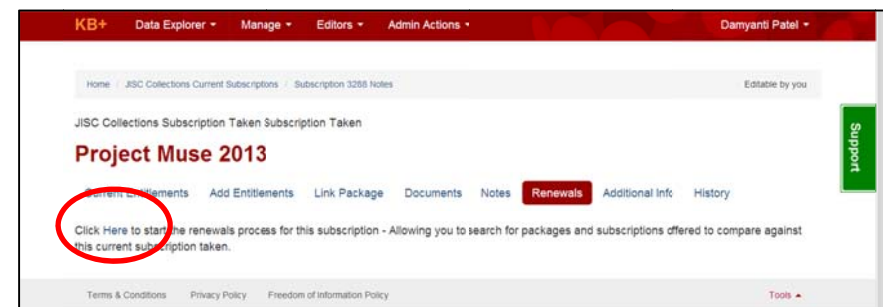 KB+ Data Explorer Manage Editors Admin Actions Damyanti Patel
Home / JISC Collections Current Subscriptions / Subscription 3288 Notes Editable by you
Support
JISC Collections Subscription Taken Subscription Taken
Project Muse 2013
Current Entitlements Add Entitlements Link Package Documents Notes Renewals Additional Info History
Click Here to start the renewals process for this subscription - Allowing you to search for packages and subscriptions offered to compare against
this current subscription taken.
Terms & Conditions Privacy Policy Freedom of Information Policy Tools